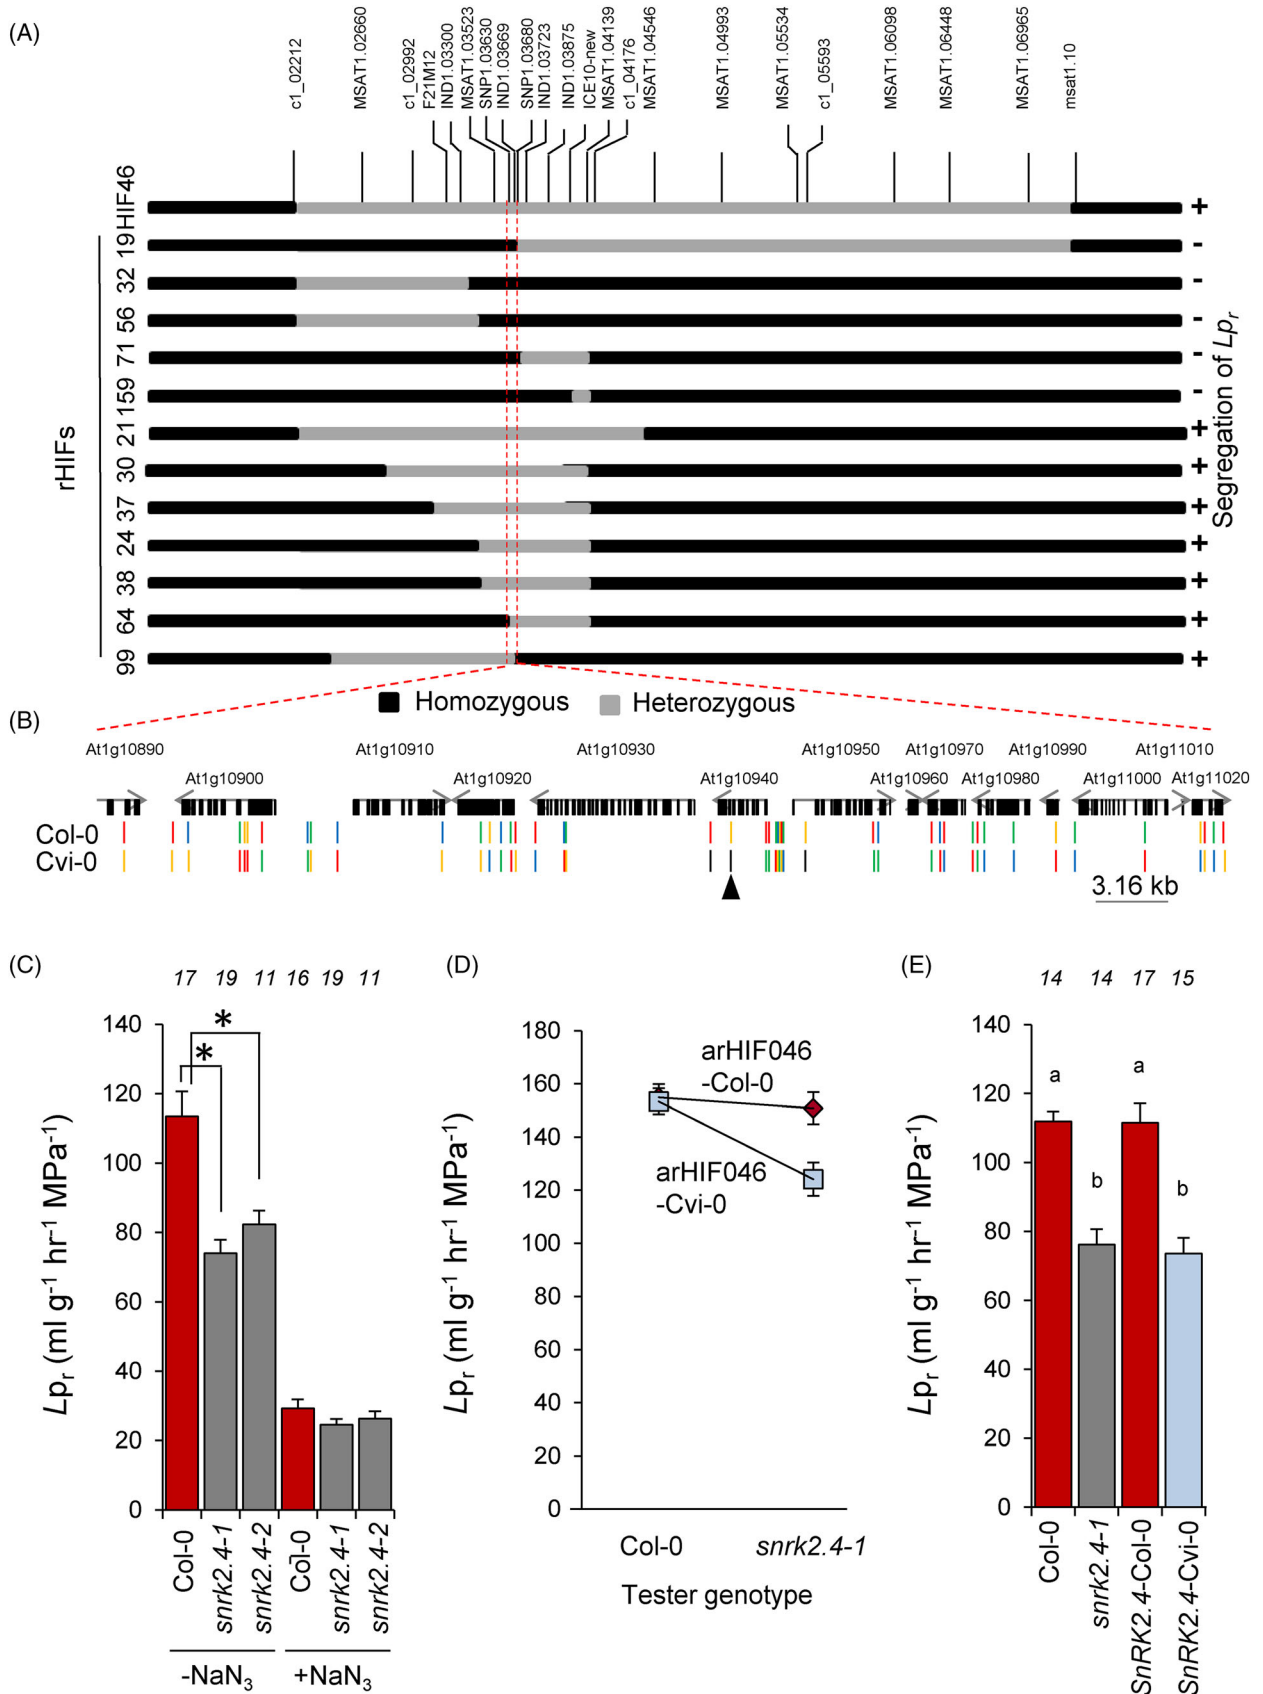 (A)
c1_02212
MSAT1.02660
c1_02992
F21M12
IND1.03300
MSAT1.03523
SNP1.03630
IND1.03669
SNP1.03680
IND1.03723
IND1.03875
ICE10-new
MSAT1.04139
c1_04176
MSAT1.04546
MSAT1.04993
MSAT1.05534
c1_05593
MSAT1.06098
MSAT1.06448
MSAT1.06965
msat1.10
HIF46 +
19 -
32 -
56 -
71 -
159 -
21 +
30 +
37 +
24 +
38 +
64 +
99 +
rHIFs
Segregation of Lpr
Homozygous Heterozygous
(B)
At1g10890 At1g10910 At1g10930 At1g10950 At1g10970 At1g10990 At1g11010
At1g10900 At1g10920 At1g10940 At1g10960 At1g10980 At1g11000 At1g11020
Col-0
Cvi-0
3.16 kb
(C)
17 19 11 16 19 11
140
120
100
80
60
40
20
0
* *
Lpr (ml g-1 hr-1 MPa-1)
Col-0
snrk2.4-1
snrk2.4-2
Col-0
snrk2.4-1
snrk2.4-2
-NaN3 +NaN3
(D)
180
160
140
120
100
80
60
40
20
0
Lpr (ml g-1 hr-1 MPa-1)
arHIF046
-Col-0
arHIF046
-Cvi-0
Col-0 snrk2.4-1
Tester genotype
(E)
14 14 17 15
140
120
100
80
60
40
20
0
a b a b
Lpr (ml g-1 hr-1 MPa-1)
Col-0
snrk2.4-1
SnRK2.4-Col-0
SnRK2.4-Cvi-0